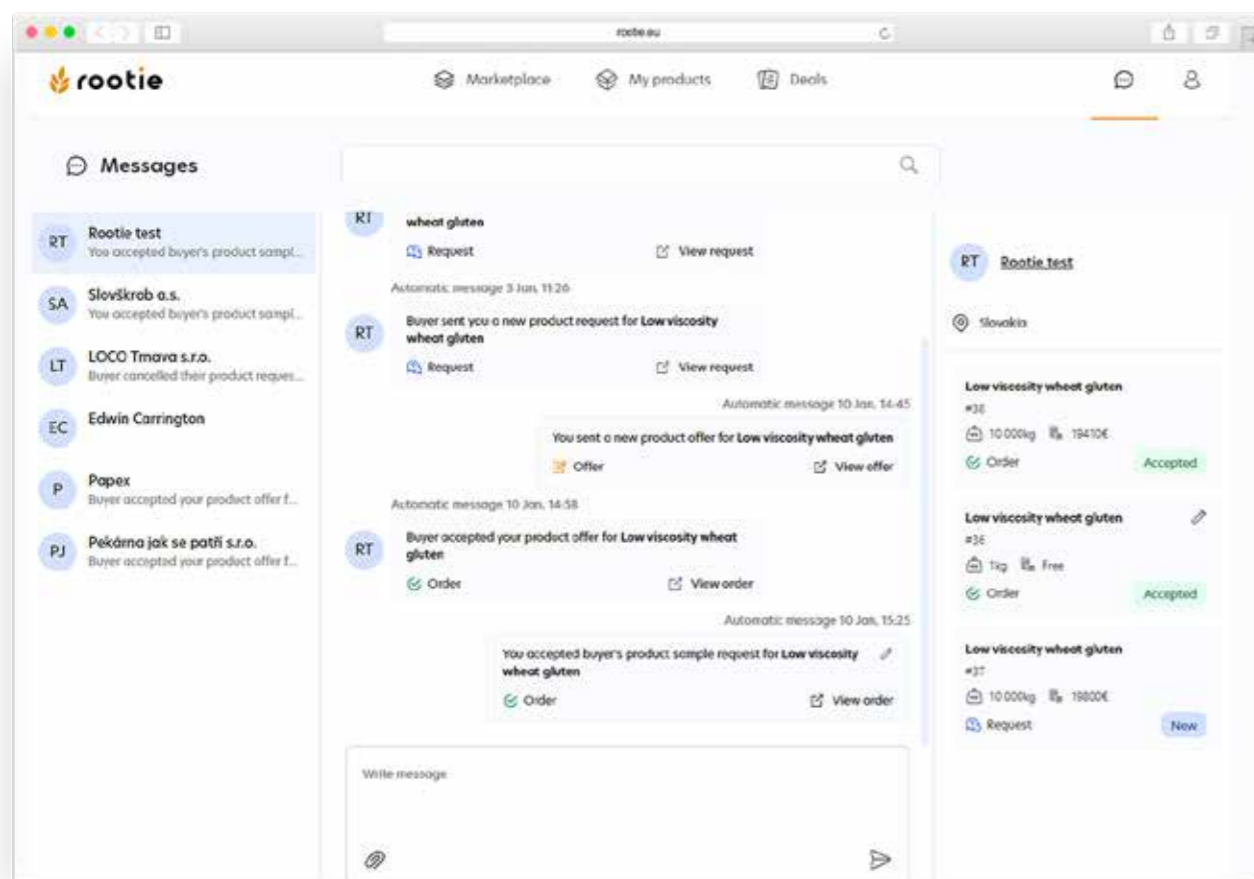 rootie.eu
rootie
Marketplace
My products
Deals
Messages
RT
Rootie test
You accepted buyer's product sampl...
SA
Slovškrob a.s.
You accepted buyer's product sampl...
LT
LOCO Trnava s.r.o.
Buyer cancelled their product reques...
EC
Edwin Carrington
P
Papex
Buyer accepted your product offer f...
PJ
Pekárna jak se patří s.r.o.
Buyer accepted your product offer f...
RT
wheat gluten
Request
View request
Automatic message 3 Jan, 11:26
RT
Buyer sent you a new product request for Low viscosity
wheat gluten
Request
View request
Automatic message 10 Jan, 14:45
You sent a new product offer for Low viscosity wheat gluten
Offer
View offer
Automatic message 10 Jan, 14:58
RT
Buyer accepted your product offer for Low viscosity wheat
gluten
Order
View order
Automatic message 10 Jan, 15:25
You accepted buyer's product sample request for Low viscosity
wheat gluten
Order
View order
Write message
RT
Rootie test
Slovakia
Low viscosity wheat gluten
#38
10 000kg 19410€
Order
Accepted
Low viscosity wheat gluten
#36
1kg Free
Order
Accepted
Low viscosity wheat gluten
#37
10 000kg 19800€
Request
New